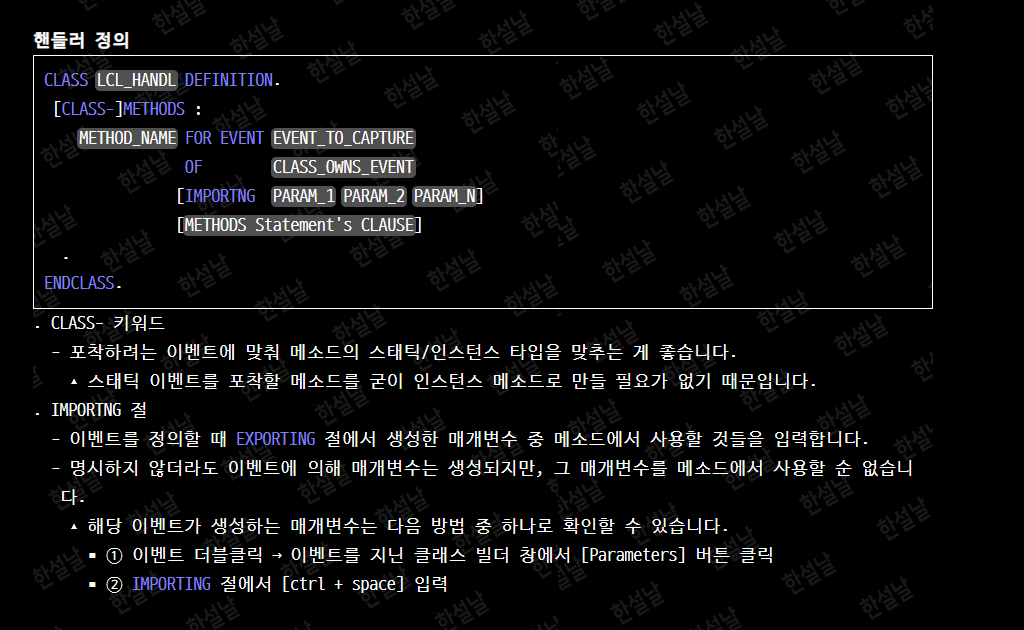 핸들러 정의
CLASS LCL_HANDL DEFINITION.
[CLASS-]METHODS :
METHOD_NAME FOR EVENT EVENT_TO_CAPTURE
OF CLASS_OWNS_EVENT
[IMPORTNG PARAM_1 PARAM_2 PARAM_N]
[METHODS Statement's CLAUSE]
.
ENDCLASS.
. CLASS- 키워드
- 포착하려는 이벤트에 맞춰 메소드의 스태틱/인스턴스 타입을 맞추는 게 좋습니다.
▴ 스태틱 이벤트를 포착할 메소드를 굳이 인스턴스 메소드로 만들 필요가 없기 때문입니다.
. IMPORTNG 절
- 이벤트를 정의할 때 EXPORTING 절에서 생성한 매개변수 중 메소드에서 사용할 것들을 입력합니다.
- 명시하지 않더라도 이벤트에 의해 매개변수는 생성되지만, 그 매개변수를 메소드에서 사용할 순 없습니
다.
▴ 해당 이벤트가 생성하는 매개변수는 다음 방법 중 하나로 확인할 수 있습니다.
▪ ① 이벤트 더블클릭 → 이벤트를 지닌 클래스 빌더 창에서 [Parameters] 버튼 클릭
▪ ② IMPORTING 절에서 [ctrl + space] 입력
한설날